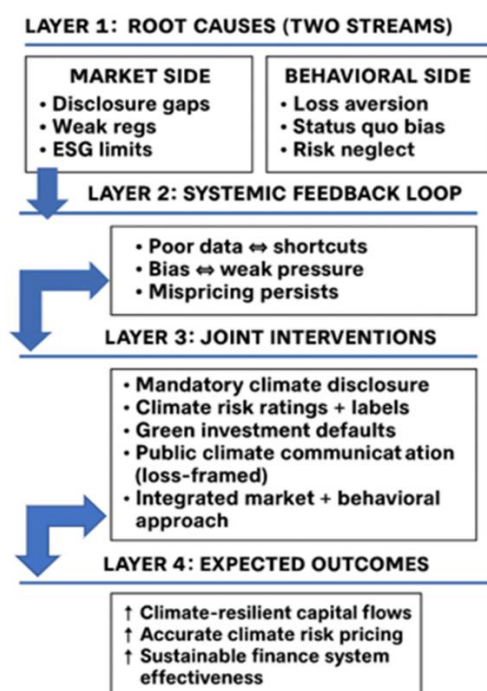 LAYER 1: ROOT CAUSES (TWO STREAMS)
MARKET SIDE
• Disclosure gaps
• Weak regs
• ESG limits
BEHAVIORAL SIDE
• Loss aversion
• Status quo bias
• Risk neglect
LAYER 2: SYSTEMIC FEEDBACK LOOP
• Poor data ⇔ shortcuts
• Bias ⇔ weak pressure
• Mispricing persists
LAYER 3: JOINT INTERVENTIONS
• Mandatory climate disclosure
• Climate risk ratings + labels
• Green investment defaults
• Public climate communication
(loss-framed)
• Integrated market + behavioral
approach
LAYER 4: EXPECTED OUTCOMES
↑ Climate-resilient capital flows
↑ Accurate climate risk pricing
↑ Sustainable finance system
effectiveness